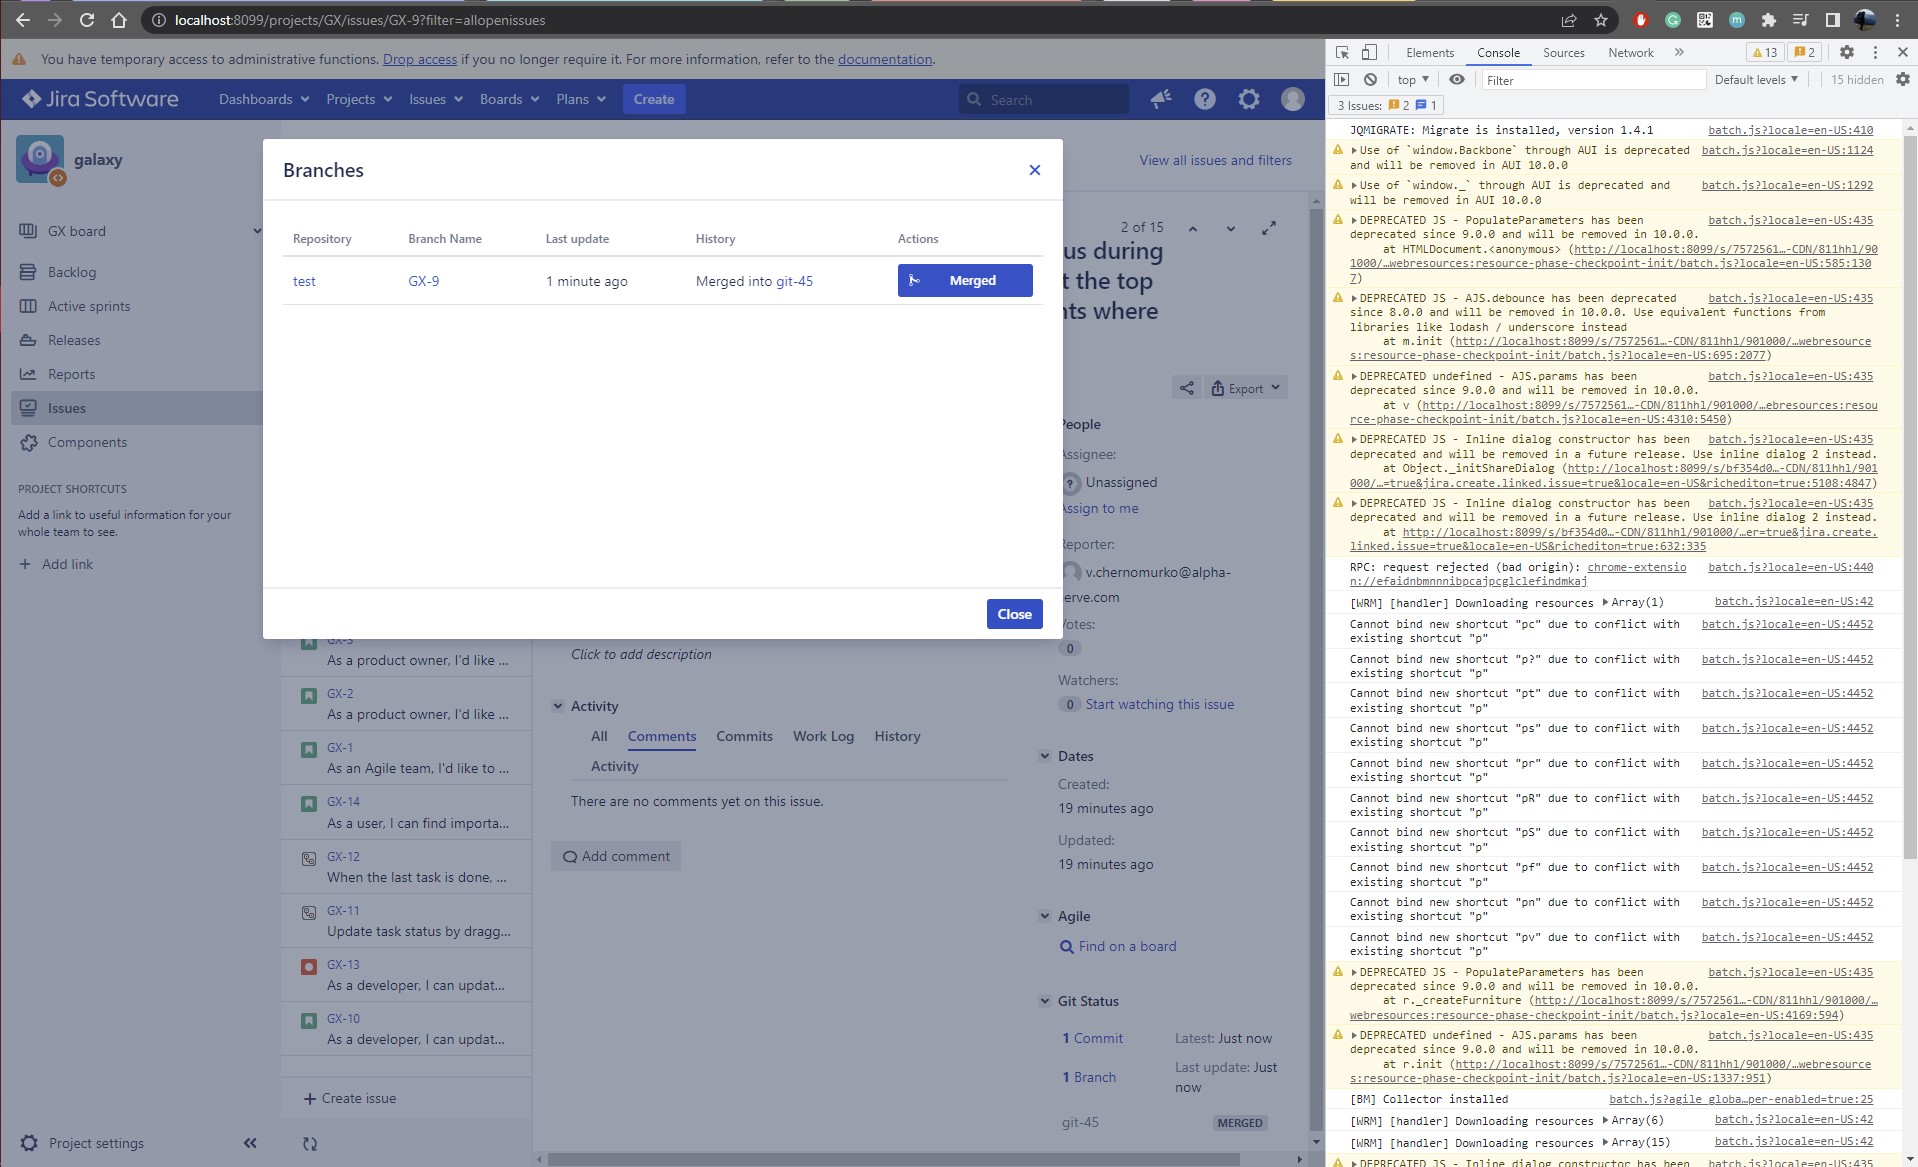 localhost:8099/projects/GX/issues/GX-9?filter=allopenissues
You have temporary access to administrative functions. Drop access if you no longer require it. For more information, refer to the documentation.
Jira Software Dashboards Projects Issues Boards Plans Create Search
galaxy
GX board
Backlog
Active sprints
Releases
Reports
Issues
Components
PROJECT SHORTCUTS
Add a link to useful information for your
whole team to see.
+ Add link
Project settings
View all issues and filters
Branches
Repository Branch Name Last update History Actions
test GX-9 1 minute ago Merged into git-45 Merged
Close
2 of 15
us during
t the top
nts where
Export
People
Assignee:
Unassigned
Assign to me
Reporter:
v.chernomurko@alpha-
serve.com
Votes:
0
Watchers:
0 Start watching this issue
Dates
Created:
19 minutes ago
Updated:
19 minutes ago
Agile
Find on a board
Git Status
1 Commit Latest: Just now
1 Branch Last update: Just
now
git-45 MERGED
GX-3
As a product owner, I'd like ...
GX-2
As a product owner, I'd like ...
GX-1
As an Agile team, I'd like to ...
GX-14
As a user, I can find importa...
GX-12
When the last task is done, ...
GX-11
Update task status by dragg...
GX-13
As a developer, I can updat...
GX-10
As a developer, I can updat...
+ Create issue
Click to add description
Activity
All Comments Commits Work Log History
Activity
There are no comments yet on this issue.
Add comment
Elements Console Sources Network » 13 2
top Filter Default levels 15 hidden
3 Issues: 2 1
JQMIGRATE: Migrate is installed, version 1.4.1 batch.js?locale=en-US:410
Use of `window.Backbone` through AUI is deprecated batch.js?locale=en-US:1124
and will be removed in AUI 10.0.0
Use of `window._` through AUI is deprecated and batch.js?locale=en-US:1292
will be removed in AUI 10.0.0
DEPRECATED JS - PopulateParameters has been batch.js?locale=en-US:435
deprecated since 9.0.0 and will be removed in 10.0.0.
at HTMLDocument.<anonymous> (http://localhost:8099/s/7572561…-CDN/811hhl/90
1000/…webresources:resource-phase-checkpoint-init/batch.js?locale=en-US:585:130
7)
DEPRECATED JS - AJS.debounce has been deprecated batch.js?locale=en-US:435
since 8.0.0 and will be removed in 10.0.0. Use equivalent functions from
libraries like lodash / underscore instead
at m.init (http://localhost:8099/s/7572561…-CDN/811hhl/901000/…webresource
s:resource-phase-checkpoint-init/batch.js?locale=en-US:695:2077)
DEPRECATED undefined - AJS.params has been batch.js?locale=en-US:435
deprecated since 9.0.0 and will be removed in 10.0.0.
at v (http://localhost:8099/s/7572561…-CDN/811hhl/901000/…ebresources:resou
rce-phase-checkpoint-init/batch.js?locale=en-US:4310:5450)
DEPRECATED JS - Inline dialog constructor has been batch.js?locale=en-US:435
deprecated and will be removed in a future release. Use inline dialog 2 instead.
at Object._initShareDialog (http://localhost:8099/s/bf354d0…-CDN/811hhl/901
000/…=true&jira.create.linked.issue=true&locale=en-US&richediton=true:5108:4847)
DEPRECATED JS - Inline dialog constructor has been batch.js?locale=en-US:435
deprecated and will be removed in a future release. Use inline dialog 2 instead.
at http://localhost:8099/s/bf354d0…-CDN/811hhl/901000/…er=true&jira.create.
linked.issue=true&locale=en-US&richediton=true:632:335
RPC: request rejected (bad origin): chrome-extensio batch.js?locale=en-US:440
n://efaidnbmnnnibpcajpcglclefindmkaj
[WRM] [handler] Downloading resources Array(1) batch.js?locale=en-US:42
Cannot bind new shortcut "pc" due to conflict with batch.js?locale=en-US:4452
existing shortcut "p"
Cannot bind new shortcut "p?" due to conflict with batch.js?locale=en-US:4452
existing shortcut "p"
Cannot bind new shortcut "pt" due to conflict with batch.js?locale=en-US:4452
existing shortcut "p"
Cannot bind new shortcut "ps" due to conflict with batch.js?locale=en-US:4452
existing shortcut "p"
Cannot bind new shortcut "pr" due to conflict with batch.js?locale=en-US:4452
existing shortcut "p"
Cannot bind new shortcut "pR" due to conflict with batch.js?locale=en-US:4452
existing shortcut "p"
Cannot bind new shortcut "pS" due to conflict with batch.js?locale=en-US:4452
existing shortcut "p"
Cannot bind new shortcut "pf" due to conflict with batch.js?locale=en-US:4452
existing shortcut "p"
Cannot bind new shortcut "pn" due to conflict with batch.js?locale=en-US:4452
existing shortcut "p"
Cannot bind new shortcut "pv" due to conflict with batch.js?locale=en-US:4452
existing shortcut "p"
DEPRECATED JS - PopulateParameters has been batch.js?locale=en-US:435
deprecated since 9.0.0 and will be removed in 10.0.0.
at r._createFurniture (http://localhost:8099/s/7572561…-CDN/811hhl/901000/…
webresources:resource-phase-checkpoint-init/batch.js?locale=en-US:4169:594)
DEPRECATED undefined - AJS.params has been batch.js?locale=en-US:435
deprecated since 9.0.0 and will be removed in 10.0.0.
at r.init (http://localhost:8099/s/7572561…-CDN/811hhl/901000/…webresource
s:resource-phase-checkpoint-init/batch.js?locale=en-US:1337:951)
[BM] Collector installed batch.js?agile_globa…per-enabled=true:25
[WRM] [handler] Downloading resources Array(6) batch.js?locale=en-US:42
[WRM] [handler] Downloading resources Array(15) batch.js?locale=en-US:42
DEPRECATED JS - Inline dialog constructor has been batch.js?locale=en-US:435